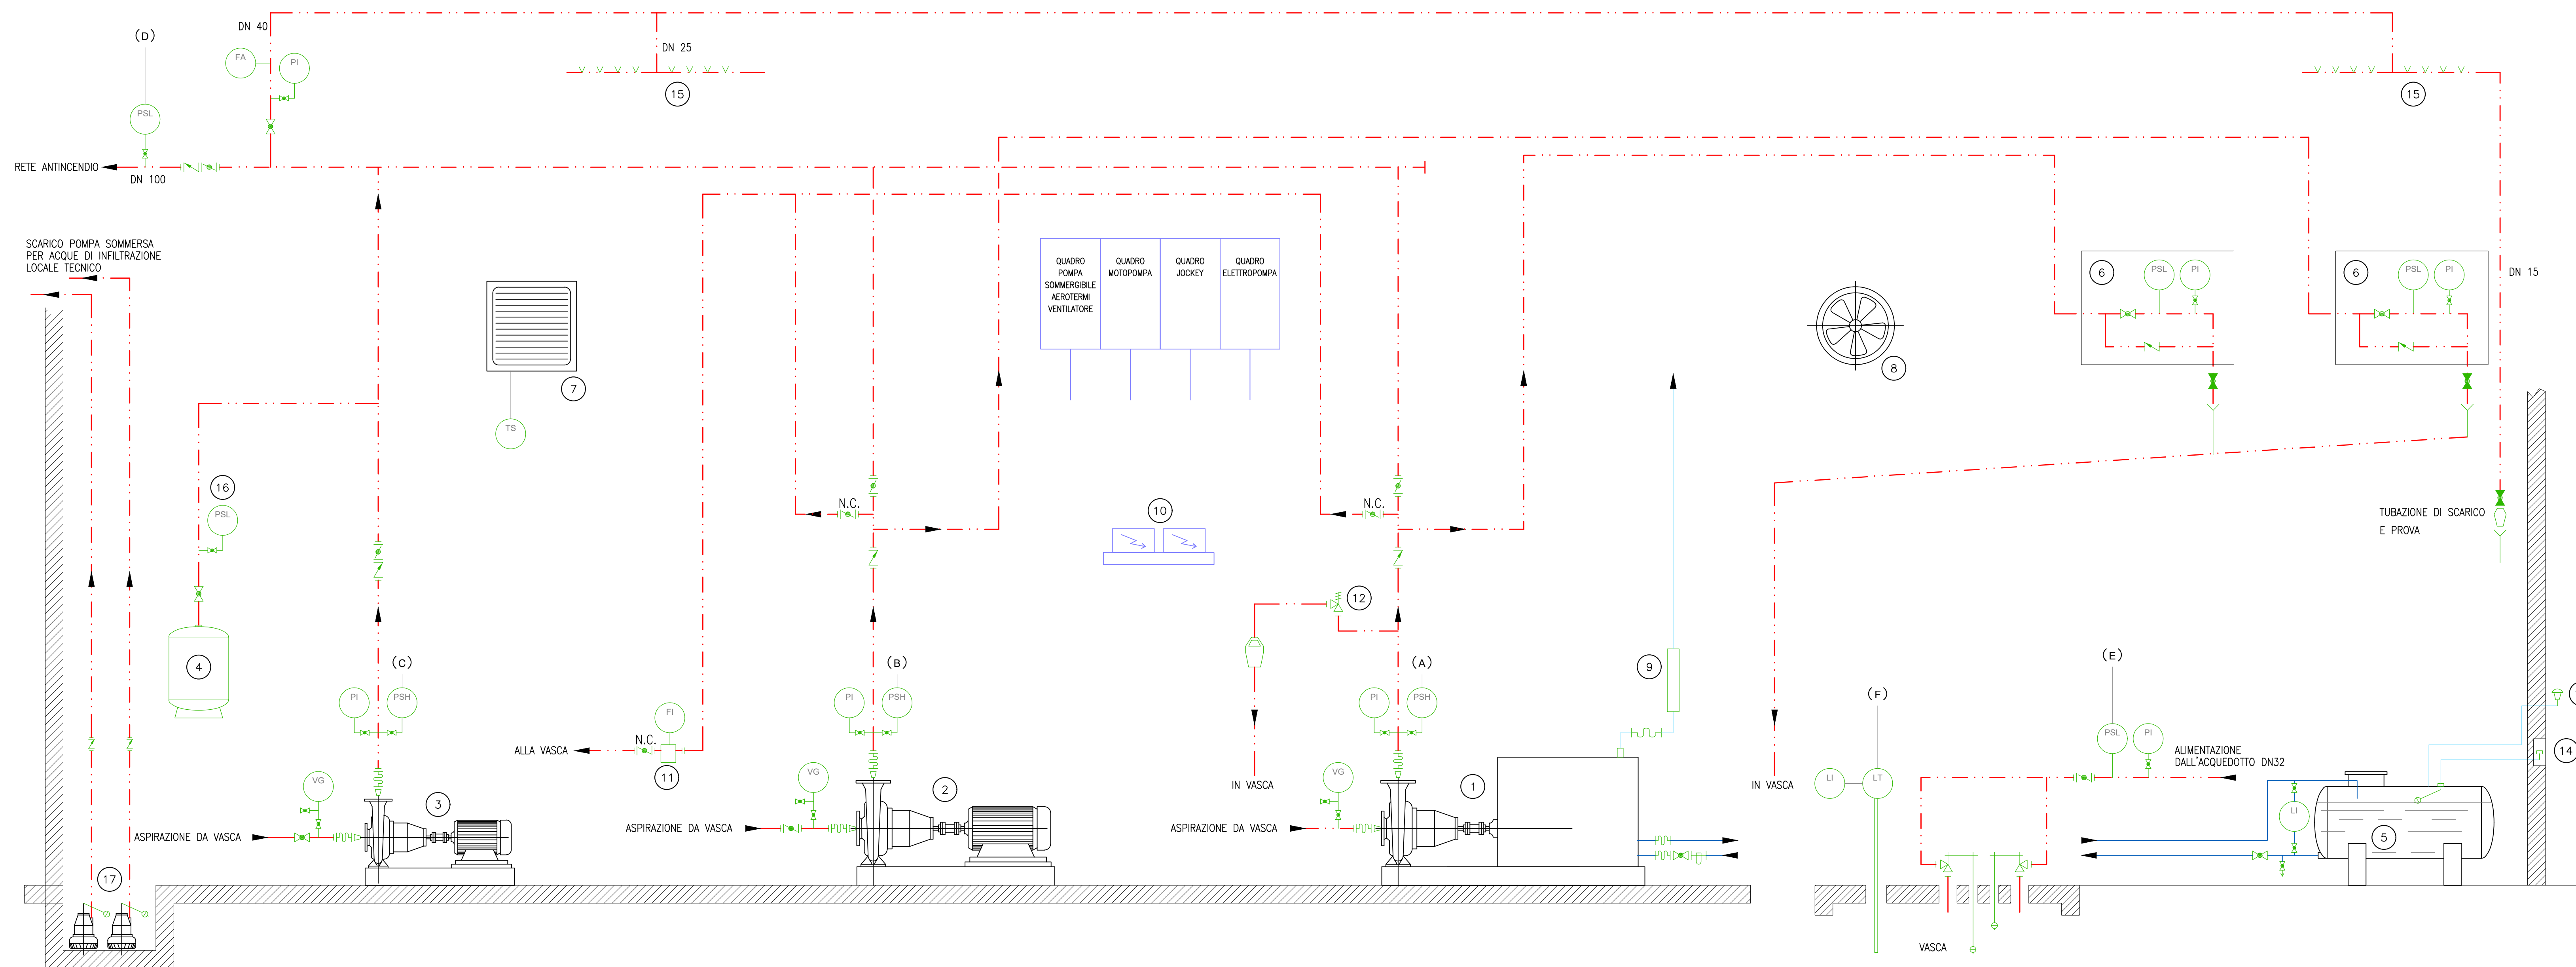 (D)
DN 40
FA
PI
DN 25
15
15
PSL
RETE ANTINCENDIO
DN 100
SCARICO POMPA SOMMERSA
PER ACQUE DI INFILTRAZIONE
LOCALE TECNICO
QUADRO
POMPA
SOMMERGIBILE
AEROTERMI
VENTILATORE
QUADRO
MOTOPOMPA
QUADRO
JOCKEY
QUADRO
ELETTROPOMPA
6
PSL
PI
6
PSL
PI
DN 15
7
8
TS
16
PSL
N.C.
N.C.
10
TUBAZIONE DI SCARICO
E PROVA
12
4
(C)
PI
PSH
FI
N.C.
ALLA VASCA
11
(B)
PI
PSH
(A)
PI
PSH
9
IN VASCA
IN VASCA
(F)
LI
LT
(E)
PSL
PI
ALIMENTAZIONE
DALL'ACQUEDOTTO DN32
14
VG
3
ASPIRAZIONE DA VASCA
VG
2
ASPIRAZIONE DA VASCA
VG
1
ASPIRAZIONE DA VASCA
LI
5
17
VASCA